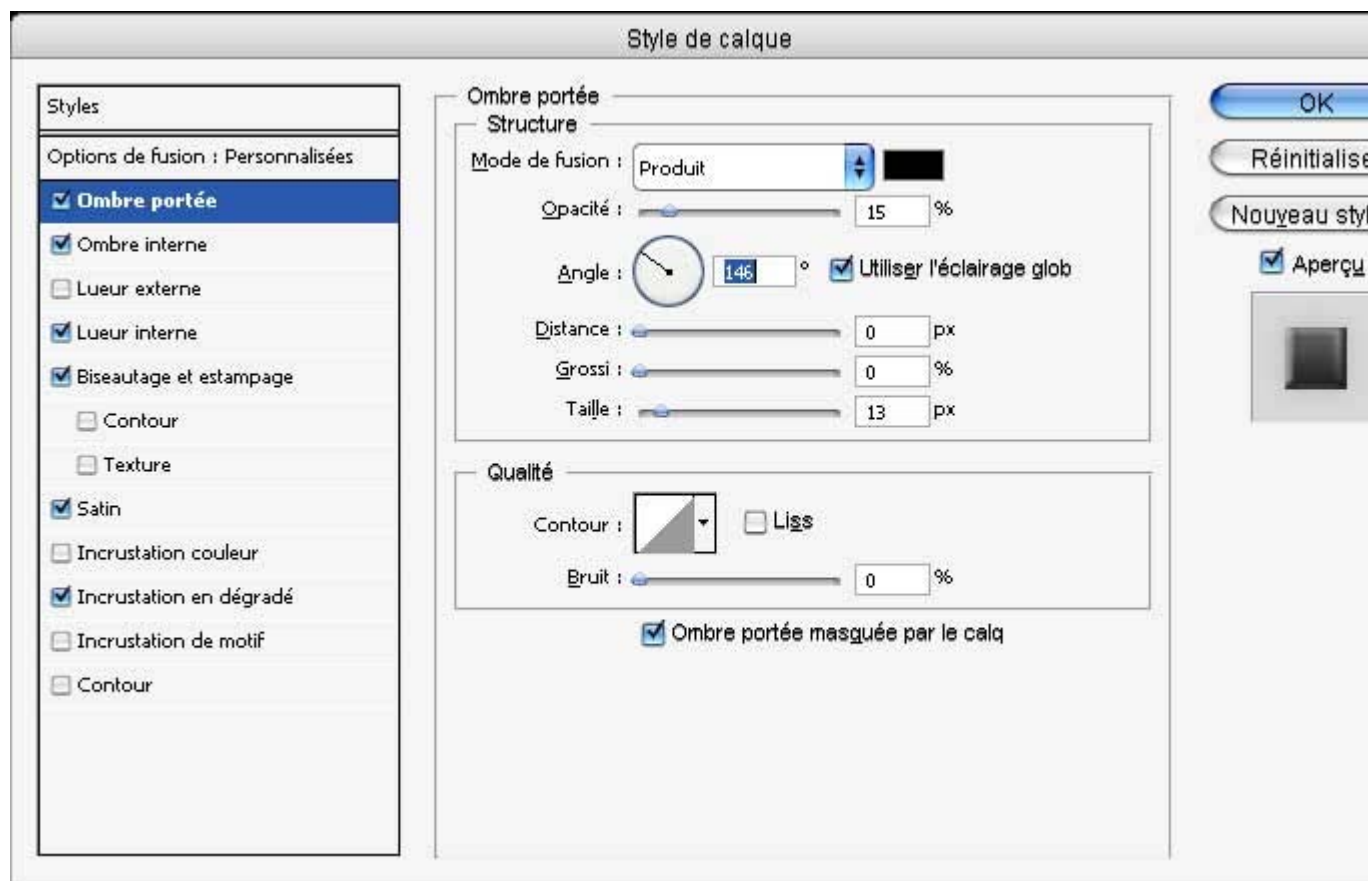 Style de calque
Styles
Options de fusion : Personnalisées
Ombre portée
Ombre interne
Lueur externe
Lueur interne
Biseautage et estampage
Contour
Texture
Satin
Incrustation couleur
Incrustation en dégradé
Incrustation de motif
Contour
Ombre portée
Structure
Mode de fusion : Produit
Opacité : 15 %
Angle : 146 ° Utiliser l'éclairage glob
Distance : 0 px
Grossi : 0 %
Taille : 13 px
Qualité
Contour : Liss
Bruit : 0 %
Ombre portée masquée par le calq
OK
Réinitialise
Nouveau styl
Aperçu